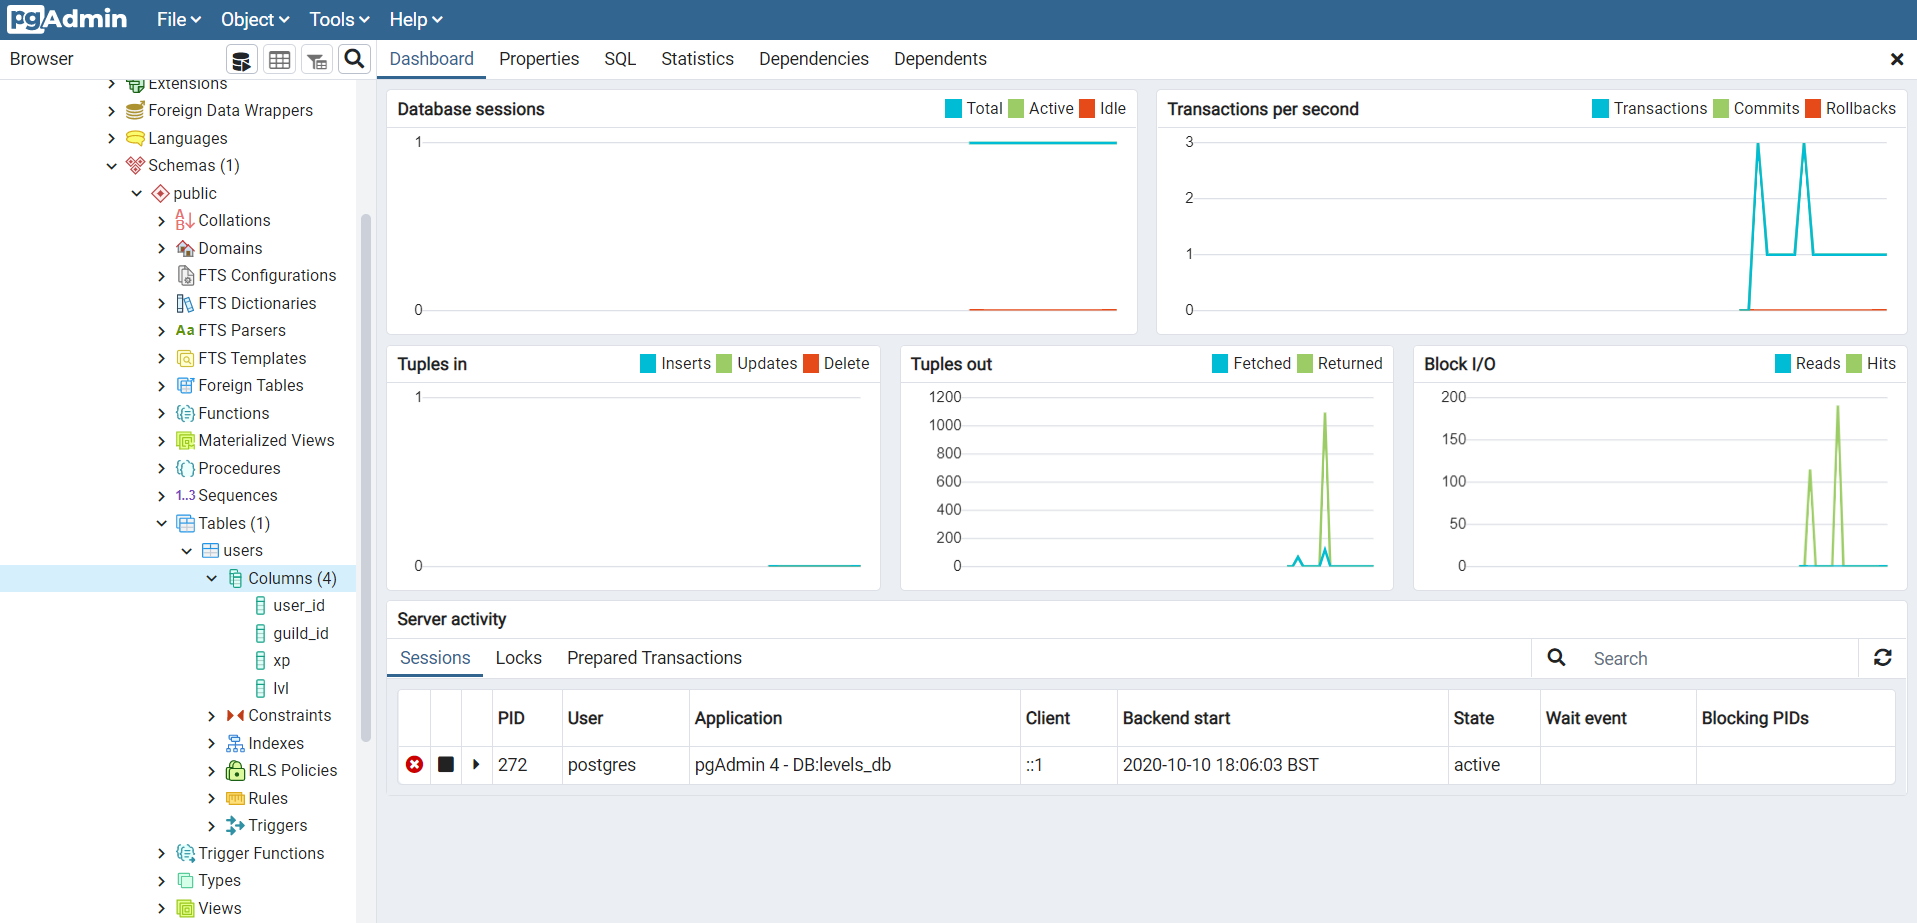 pgAdmin File Object Tools Help
Browser
Dashboard Properties SQL Statistics Dependencies Dependents
Extensions
Foreign Data Wrappers
Languages
Schemas (1)
public
Collations
Domains
FTS Configurations
FTS Dictionaries
Aa FTS Parsers
FTS Templates
Foreign Tables
Functions
Materialized Views
Procedures
1..3 Sequences
Tables (1)
users
Columns (4)
user_id
guild_id
xp
lvl
Constraints
Indexes
RLS Policies
Rules
Triggers
Trigger Functions
Types
Views
Database sessions Total Active Idle
1
0
Transactions per second Transactions Commits Rollbacks
3
2
1
0
Tuples in Inserts Updates Delete
1
0
Tuples out Fetched Returned
1200
1000
800
600
400
200
0
Block I/O Reads Hits
200
150
100
50
0
Server activity
Sessions Locks Prepared Transactions Search
PID User Application Client Backend start State Wait event Blocking PIDs
272 postgres pgAdmin 4 - DB:levels_db ::1 2020-10-10 18:06:03 BST active